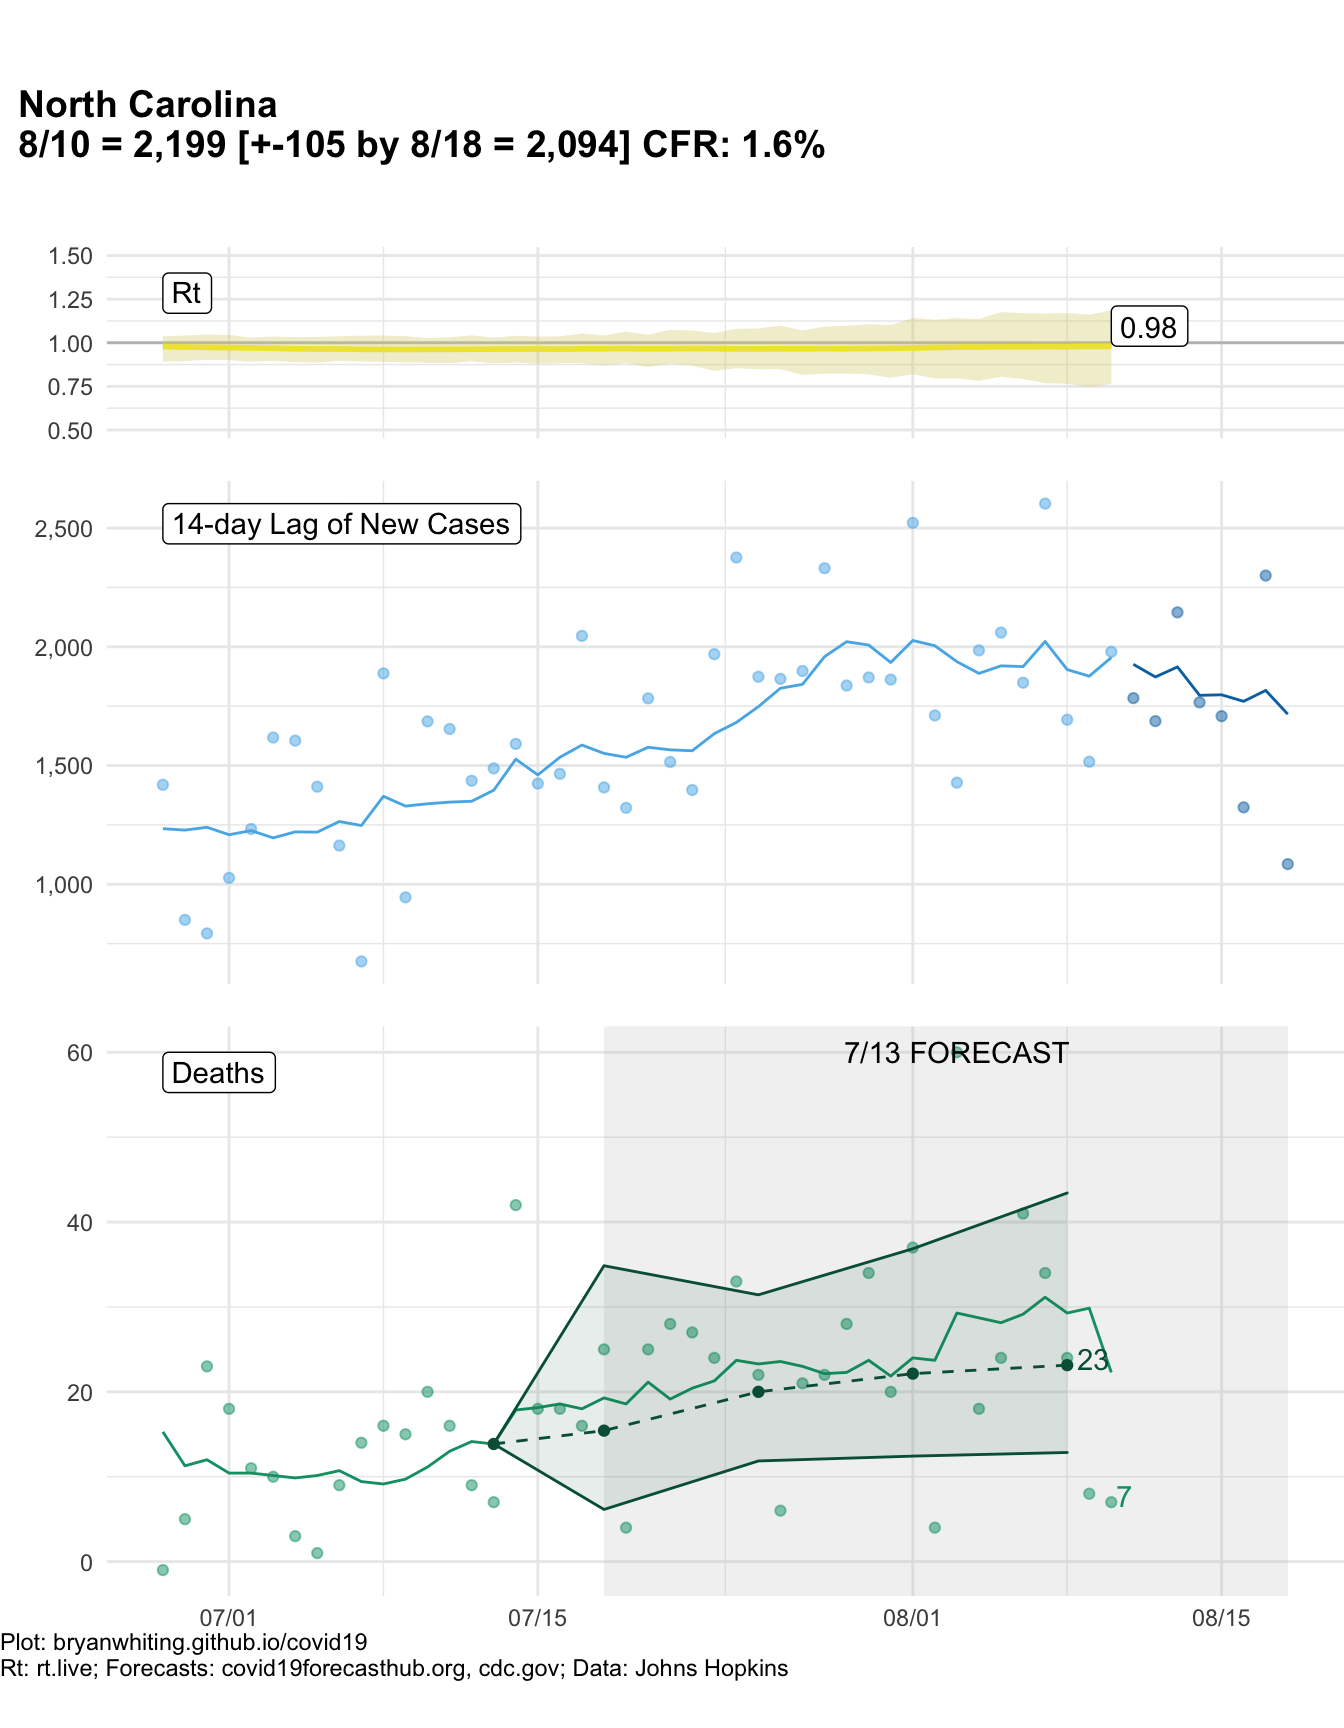 North Carolina
8/10 = 2,199 [+-105 by 8/18 = 2,094] CFR: 1.6%
1.50
Rt
1.25
0.98
1.00
0.75
0.50
14-day Lag of New Cases
2,500
2,000
1,500
1,000
60
7/13 FORECAST
Deaths
40
23
20
7
0
07/01 07/15 08/01 08/15
Plot: bryanwhiting.github.io/covid19
Rt: rt.live; Forecasts: covid19forecasthub.org, cdc.gov; Data: Johns Hopkins